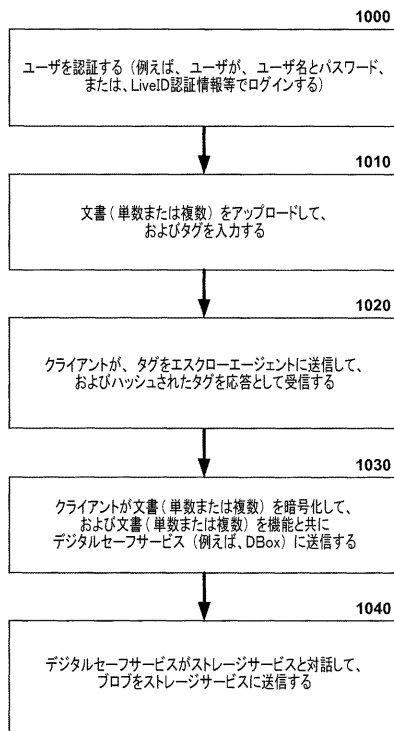 1000
ユーザを認証する（例えば、ユーザが、ユーザ名とパスワード、
または、LiveID認証情報等でログインする）
1010
文書（単数または複数）をアップロードして、
およびタグを入力する
1020
クライアントが、タグをエスクローエージェントに送信して、
およびハッシュされたタグを応答として受信する
1030
クライアントが文書（単数または複数）を暗号化して、
および文書（単数または複数）を機能と共に
デジタルセーフサービス（例えば、DBox）に送信する
1040
デジタルセーフサービスがストレージサービスと対話して、
ブロブをストレージサービスに送信する